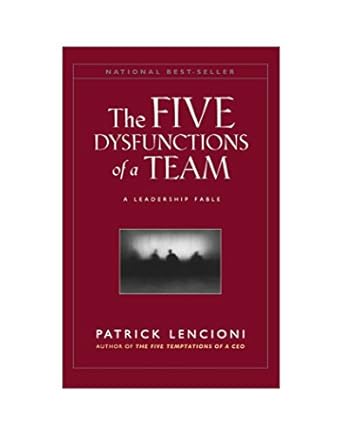 NATIONAL BEST-SELLER
The FIVE
DYSFUNCTIONS
of a TEAM
A LEADERSHIP FABLE
PATRICK LENCIONI
AUTHOR OF THE FIVE TEMPTATIONS OF A CEO